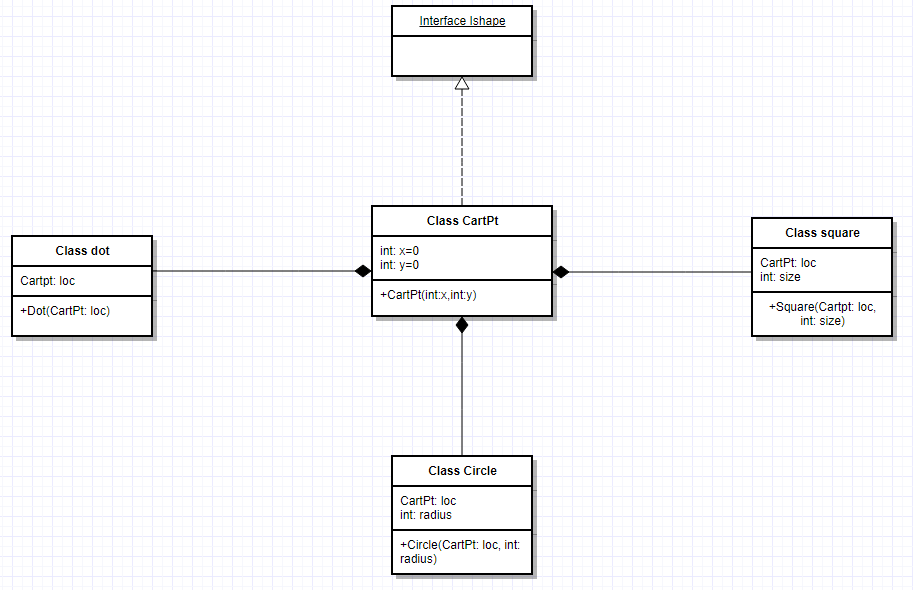 Interface Ishape
Class CartPt
int: x=0
int: y=0
+CartPt(int:x,int:y)
Class dot
Cartpt: loc
+Dot(CartPt: loc)
Class square
CartPt: loc
int: size
+Square(Cartpt: loc,
int: size)
Class Circle
CartPt: loc
int: radius
+Circle(CartPt: loc, int:
radius)